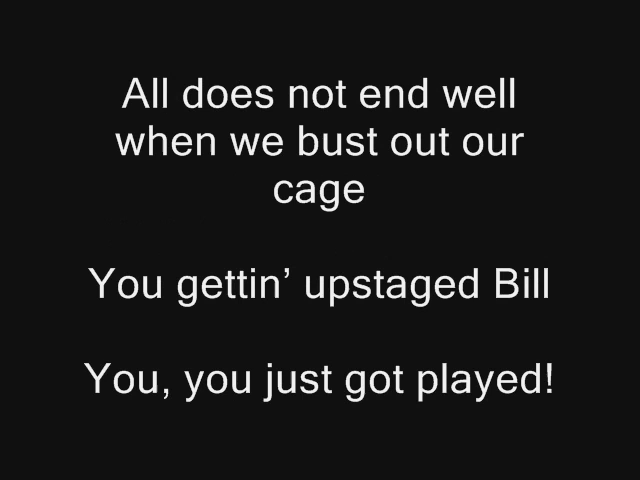 All does not end well
when we bust out our
cage
You gettin’ upstaged Bill
You, you just got played!